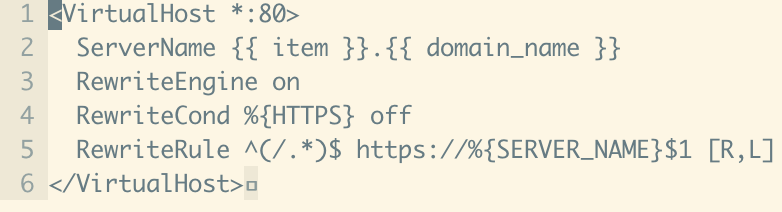 1 <VirtualHost *:80>
2   ServerName {{ item }}.{{ domain_name }}
3   RewriteEngine on
4   RewriteCond %{HTTPS} off
5   RewriteRule ^(/.*)$ https://%{SERVER_NAME}$1 [R,L]
6 </VirtualHost>